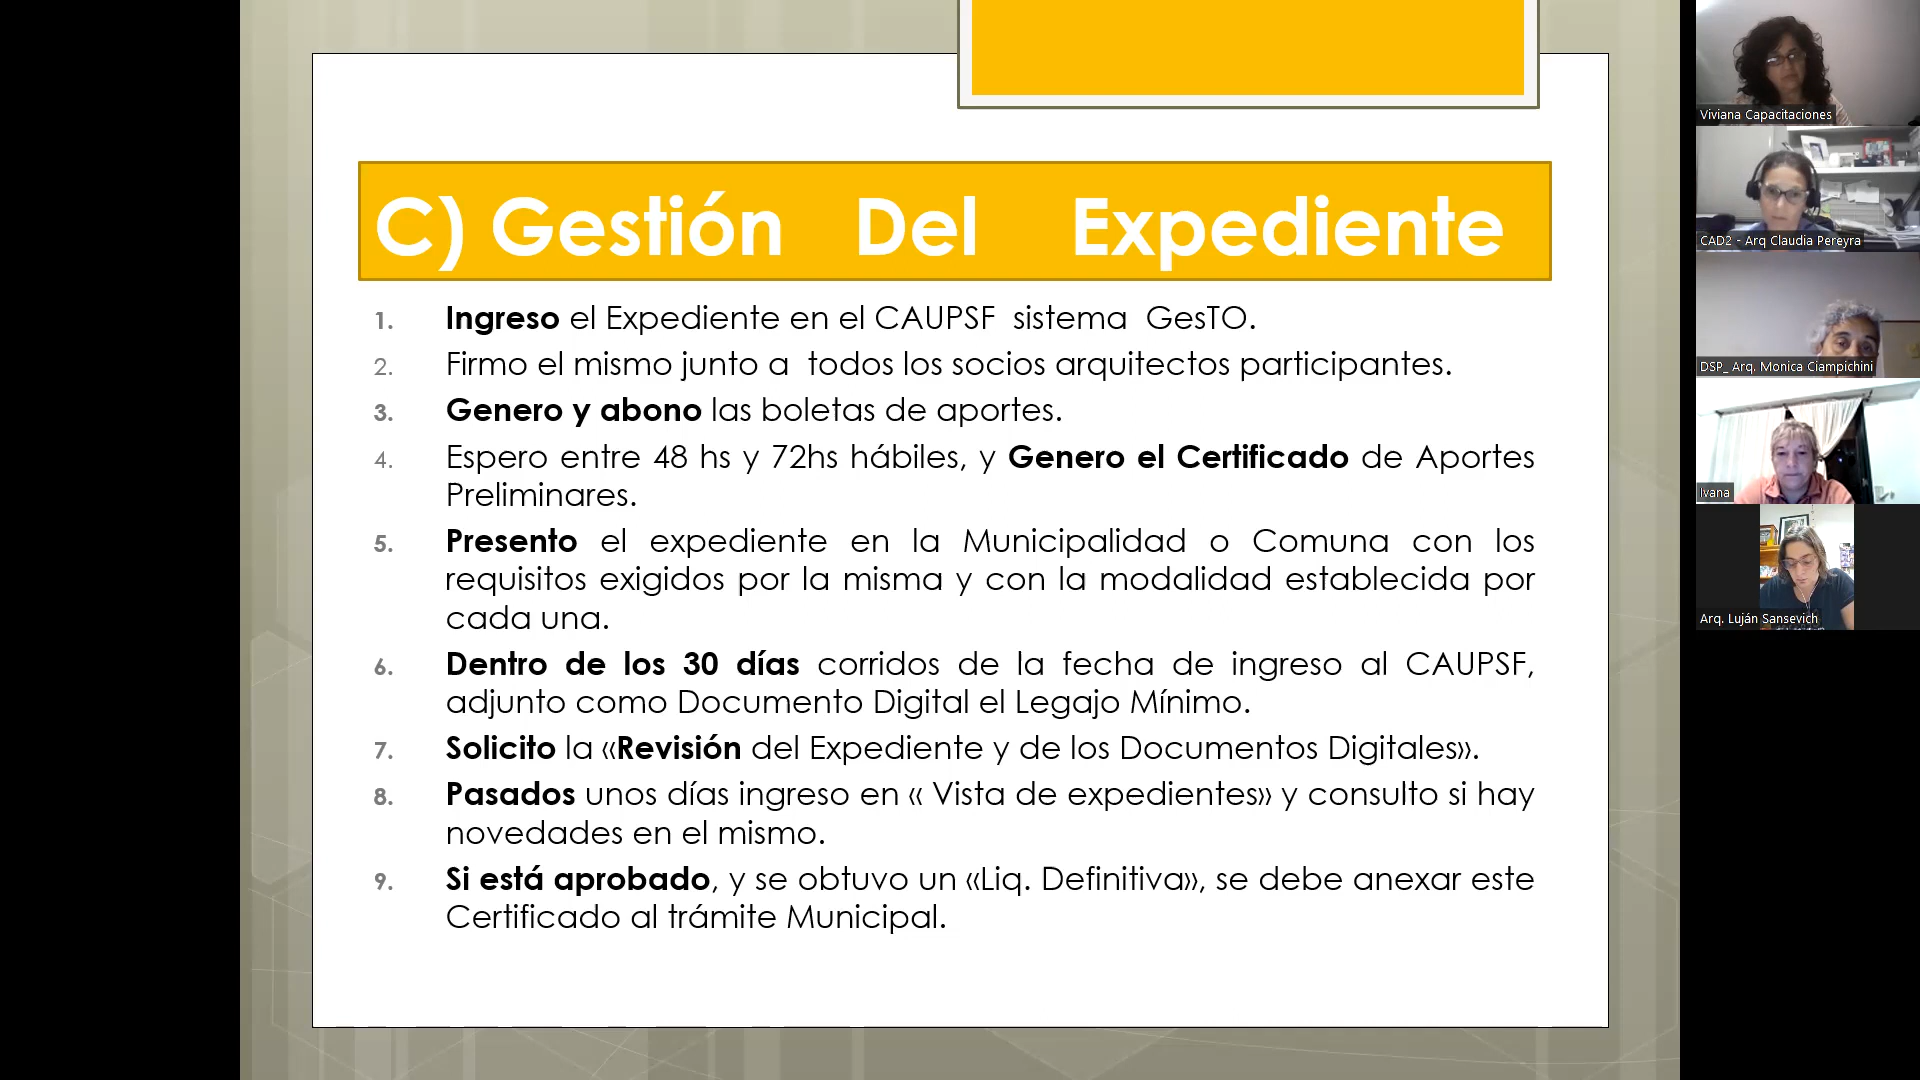 C) Gestión Del Expediente
1. Ingreso el Expediente en el CAUPSF sistema GesTO.
2. Firmo el mismo junto a todos los socios arquitectos participantes.
3. Genero y abono las boletas de aportes.
4. Espero entre 48 hs y 72hs hábiles, y Genero el Certificado de Aportes
Preliminares.
5. Presento el expediente en la Municipalidad o Comuna con los
requisitos exigidos por la misma y con la modalidad establecida por
cada una.
6. Dentro de los 30 días corridos de la fecha de ingreso al CAUPSF,
adjunto como Documento Digital el Legajo Mínimo.
7. Solicito la «Revisión del Expediente y de los Documentos Digitales».
8. Pasados unos días ingreso en « Vista de expedientes» y consulto si hay
novedades en el mismo.
9. Si está aprobado, y se obtuvo un «Liq. Definitiva», se debe anexar este
Certificado al trámite Municipal.
Viviana Capacitaciones
CAD2 - Arq Claudia Pereyra
DSP_ Arq. Monica Ciampichini
Ivana
Arq. Luján Sansevich